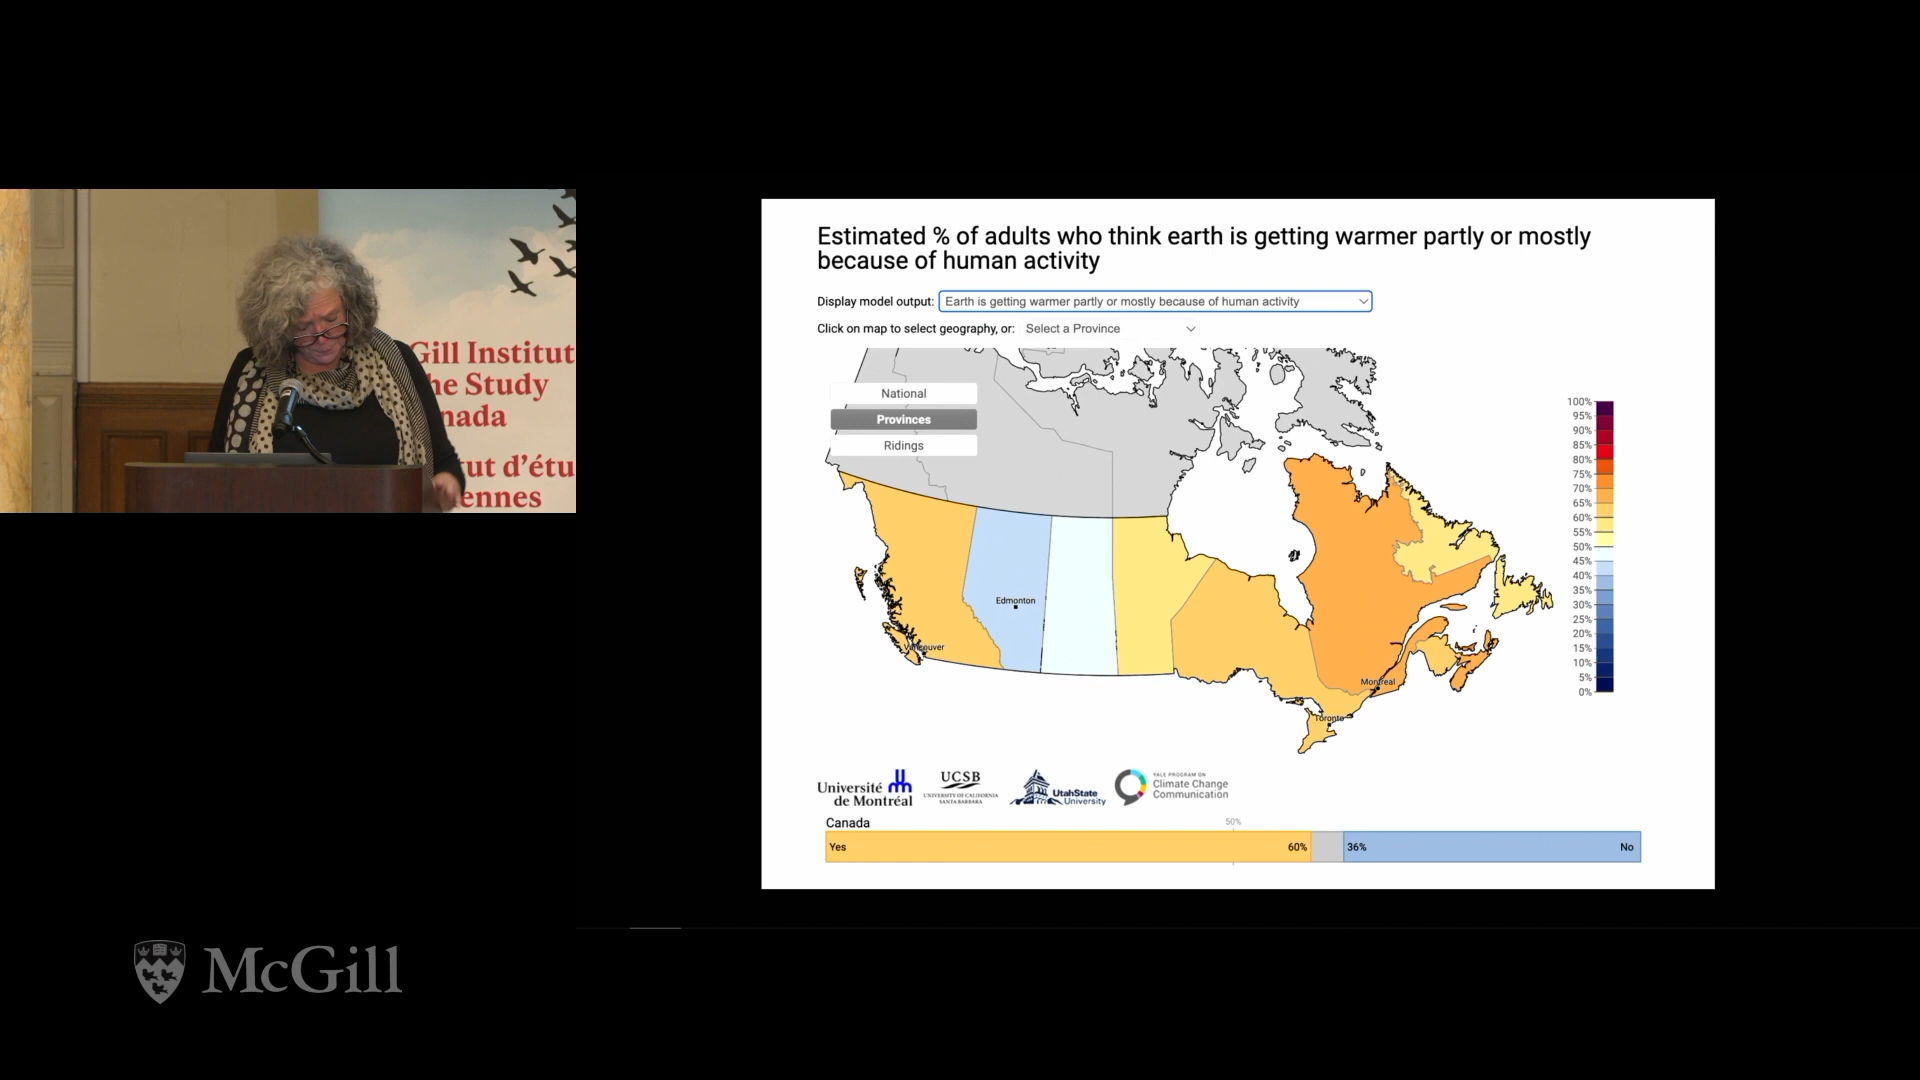 Gill Institut
he Study
nada
ut d’étu
ennes
McGill
Estimated % of adults who think earth is getting warmer partly or mostly
because of human activity
Display model output: Earth is getting warmer partly or mostly because of human activity
Click on map to select geography, or: Select a Province
National
Provinces
Ridings
Edmonton
Vancouver
Montreal
Toronto
100%
95%
90%
85%
80%
75%
70%
65%
60%
55%
50%
45%
40%
35%
30%
25%
20%
15%
10%
5%
0%
Université
de Montréal
UCSB
UNIVERSITY OF CALIFORNIA
SANTA BARBARA
UtahState
University
YALE PROGRAM ON
Climate Change
Communication
Canada
50%
Yes 60% 36% No